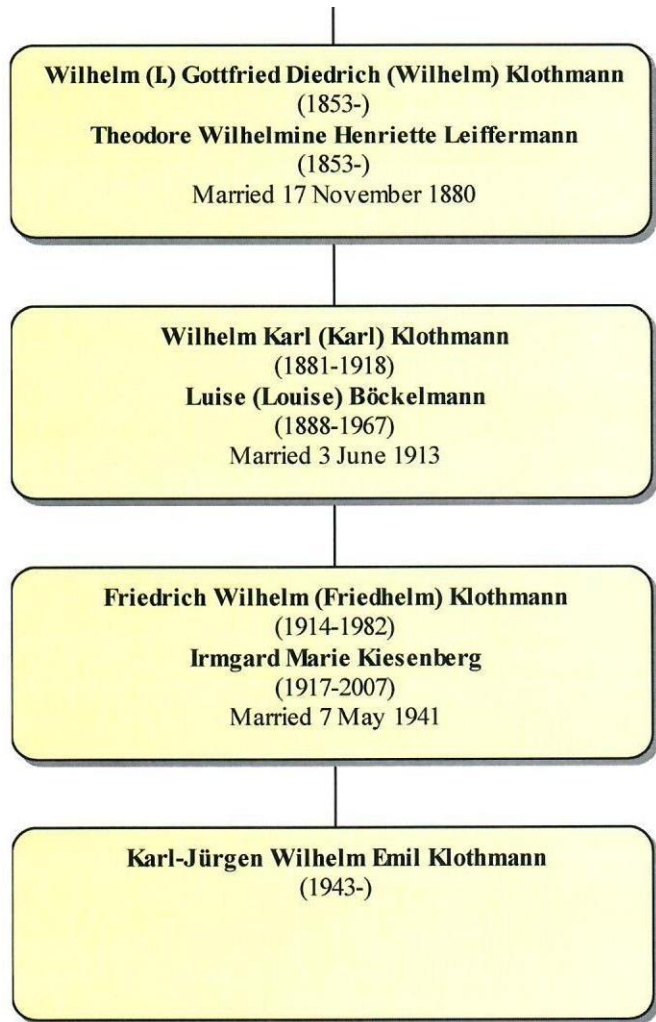 Wilhelm (I.) Gottfried Diedrich (Wilhelm) Klothmann
(1853-)
Theodore Wilhelmine Henriette Leiffermann
(1853-)
Married 17 November 1880
Wilhelm Karl (Karl) Klothmann
(1881-1918)
Luise (Louise) Böckelmann
(1888-1967)
Married 3 June 1913
Friedrich Wilhelm (Friedhelm) Klothmann
(1914-1982)
Irmgard Marie Kiesenberg
(1917-2007)
Married 7 May 1941
Karl-Jürgen Wilhelm Emil Klothmann
(1943-)